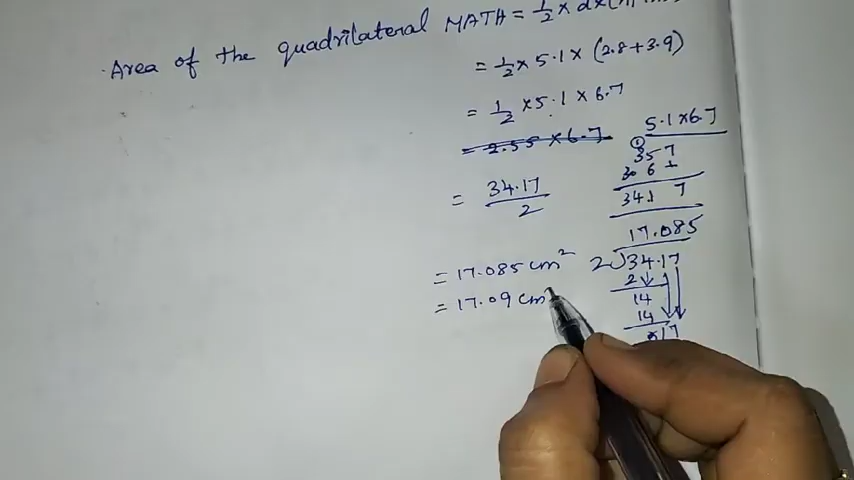 Area of the quadrilateral MATH = 1/2 × d×(
= 1/2 × 5.1 × (2.8+3.9)
= 1/2 × 5.1 × 6.7
= 2.55 × 6.7
= 34.17/2
= 17.085 cm²
= 17.09 cm
5.1×6.7
1
357
306
3417
17.085
2)34.17
2
14
14
17